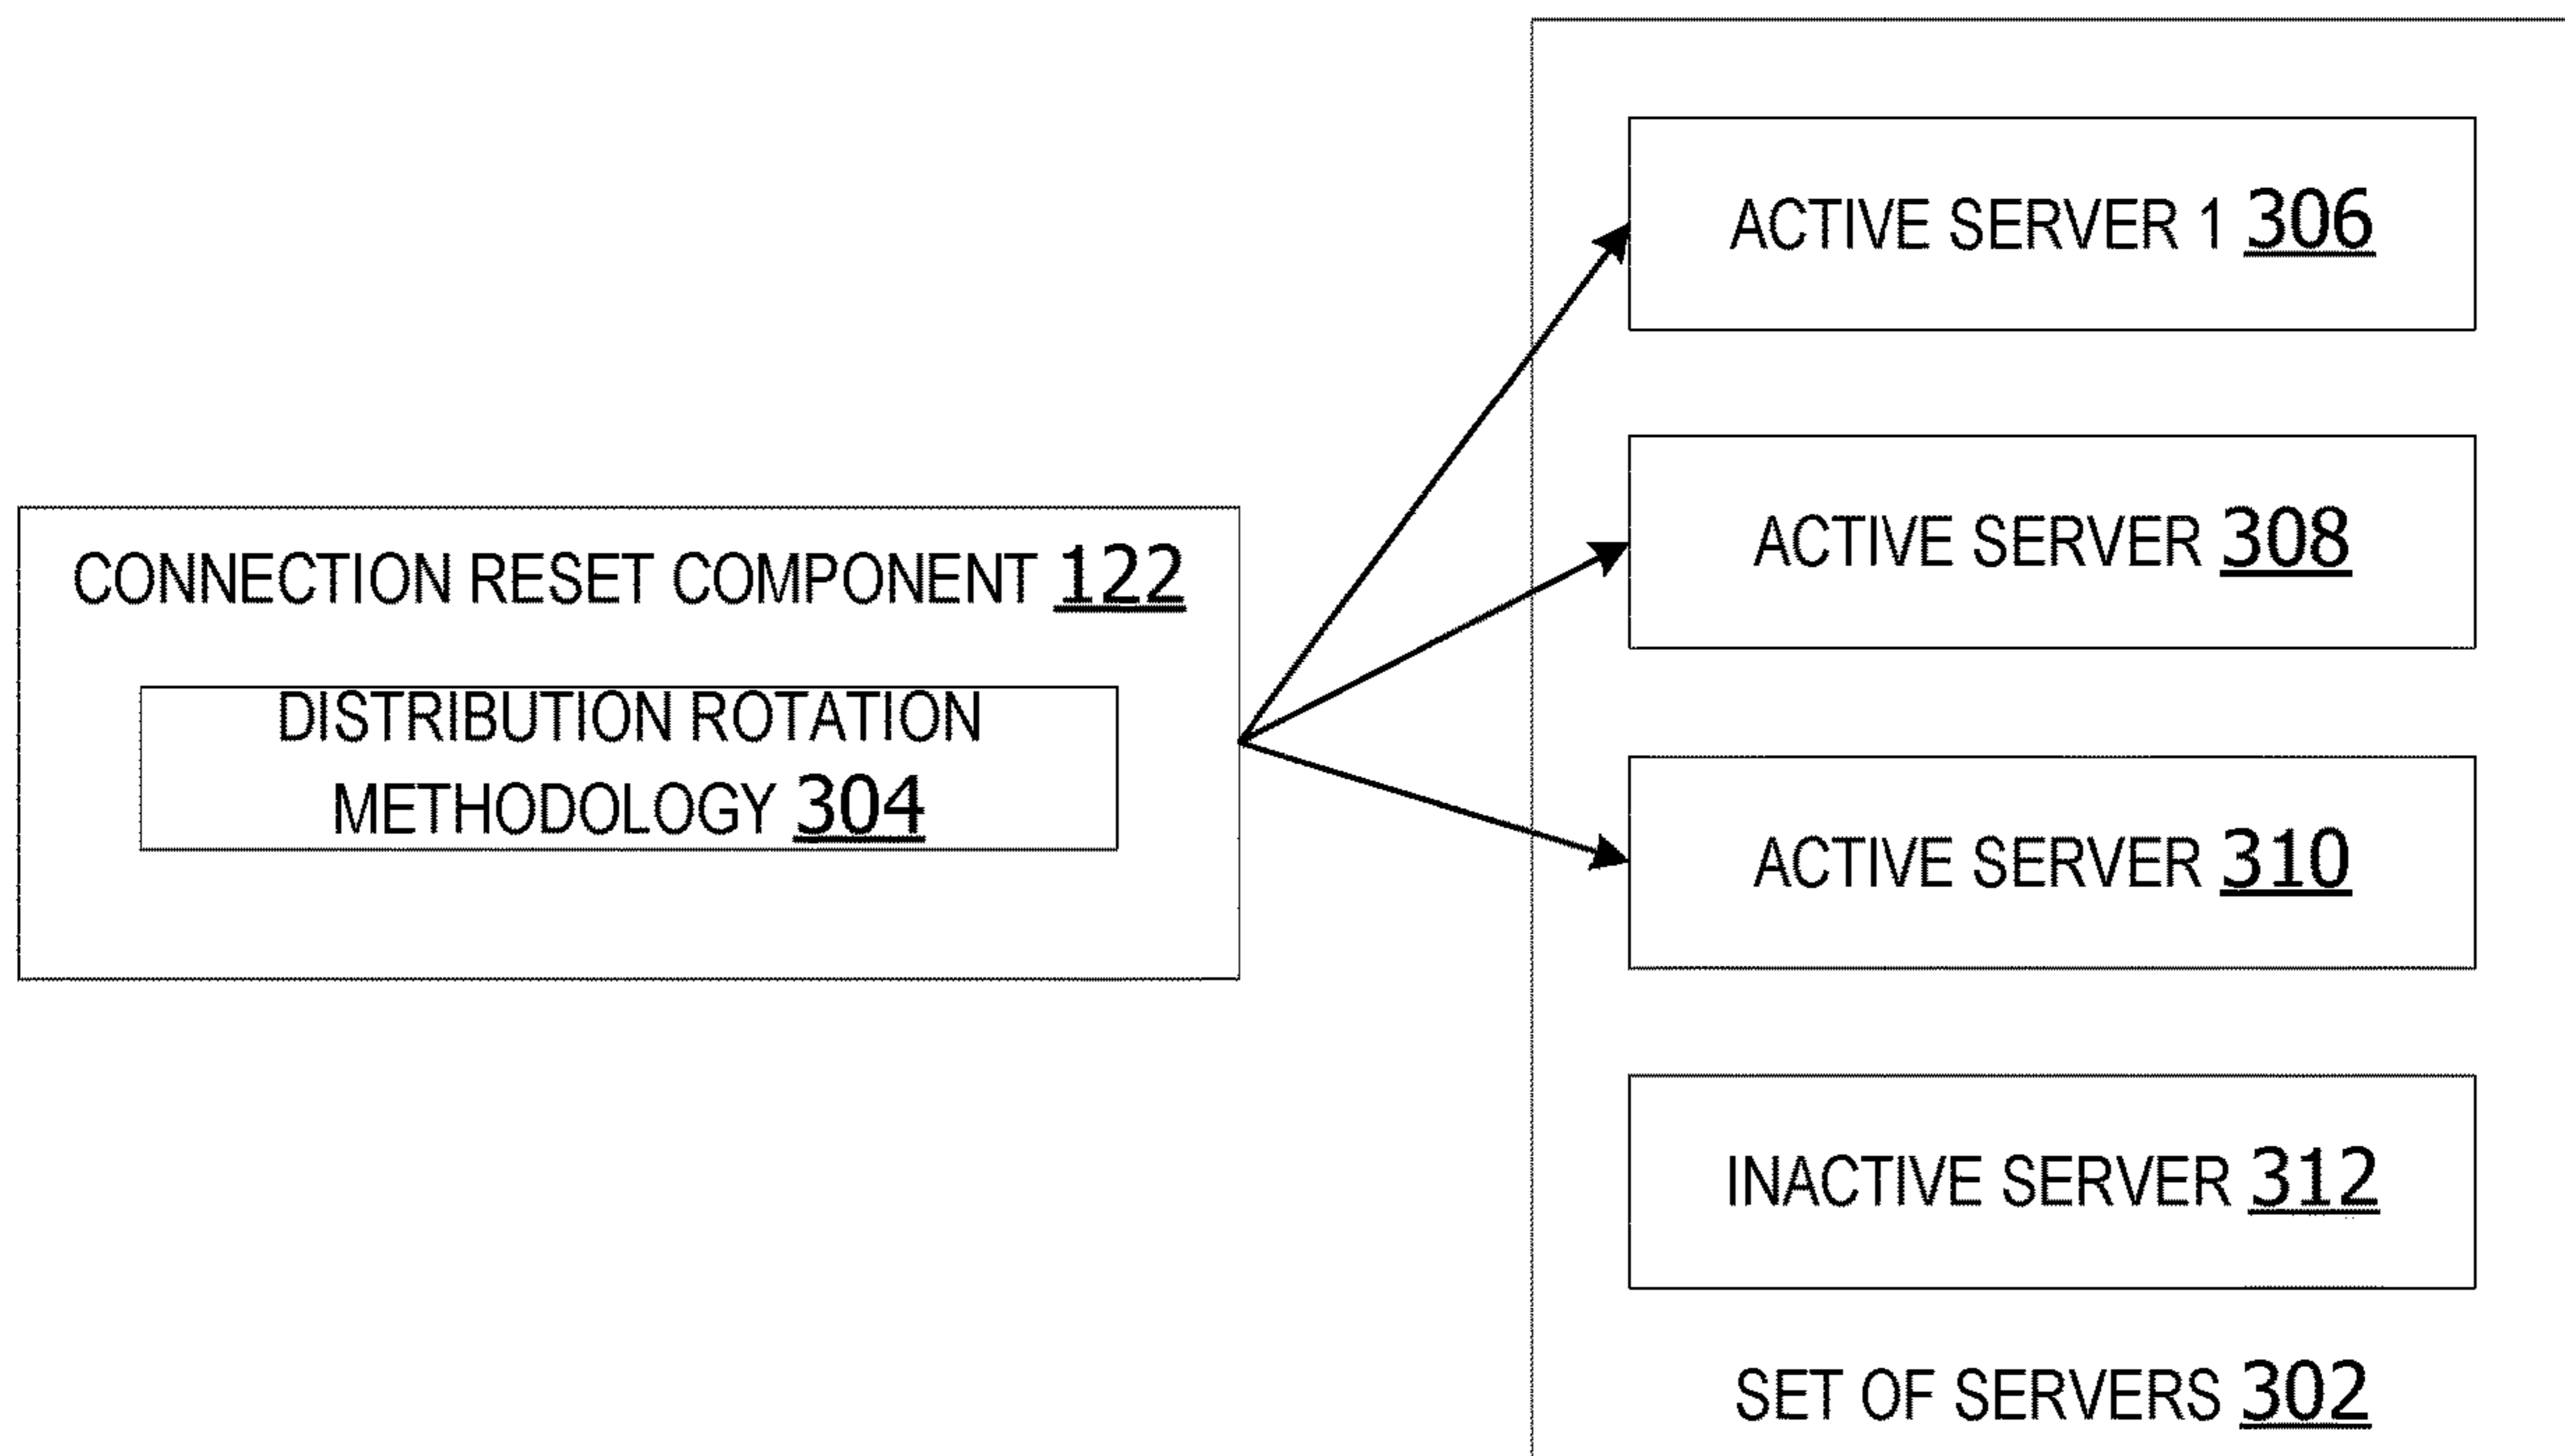 CONNECTION RESET COMPONENT 122
DISTRIBUTION ROTATION
METHODOLOGY 304
ACTIVE SERVER 1 306
ACTIVE SERVER 308
ACTIVE SERVER 310
INACTIVE SERVER 312
SET OF SERVERS 302